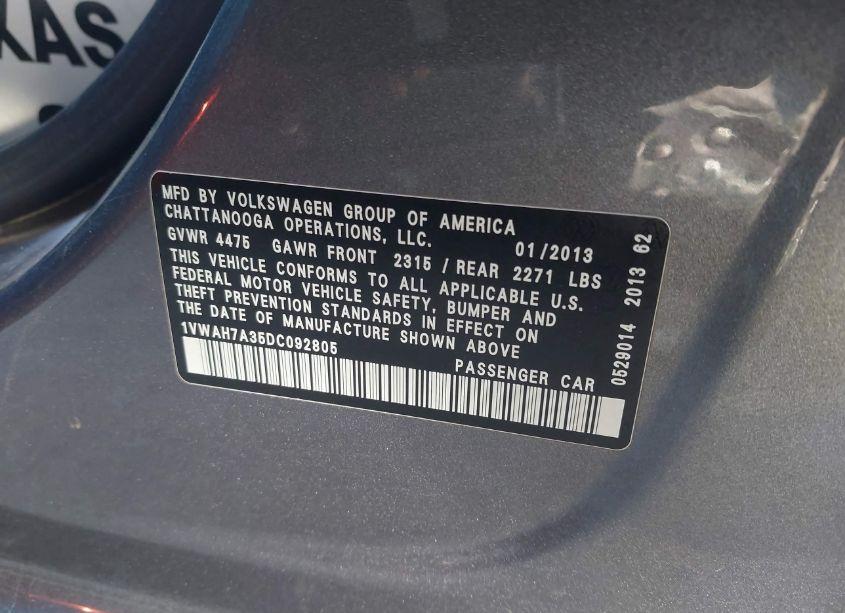 XAS
MFD BY VOLKSWAGEN GROUP OF AMERICA
CHATTANOOGA OPERATIONS, LLC.
01/2013
GVWR 4475 GAWR FRONT 2315 / REAR 2271 LBS
THIS VEHICLE CONFORMS TO ALL APPLICABLE U.S.
FEDERAL MOTOR VEHICLE SAFETY, BUMPER AND
THEFT PREVENTION STANDARDS IN EFFECT ON
THE DATE OF MANUFACTURE SHOWN ABOVE
1VWAH7A35DC092805
PASSENGER CAR
0529014 2013 62